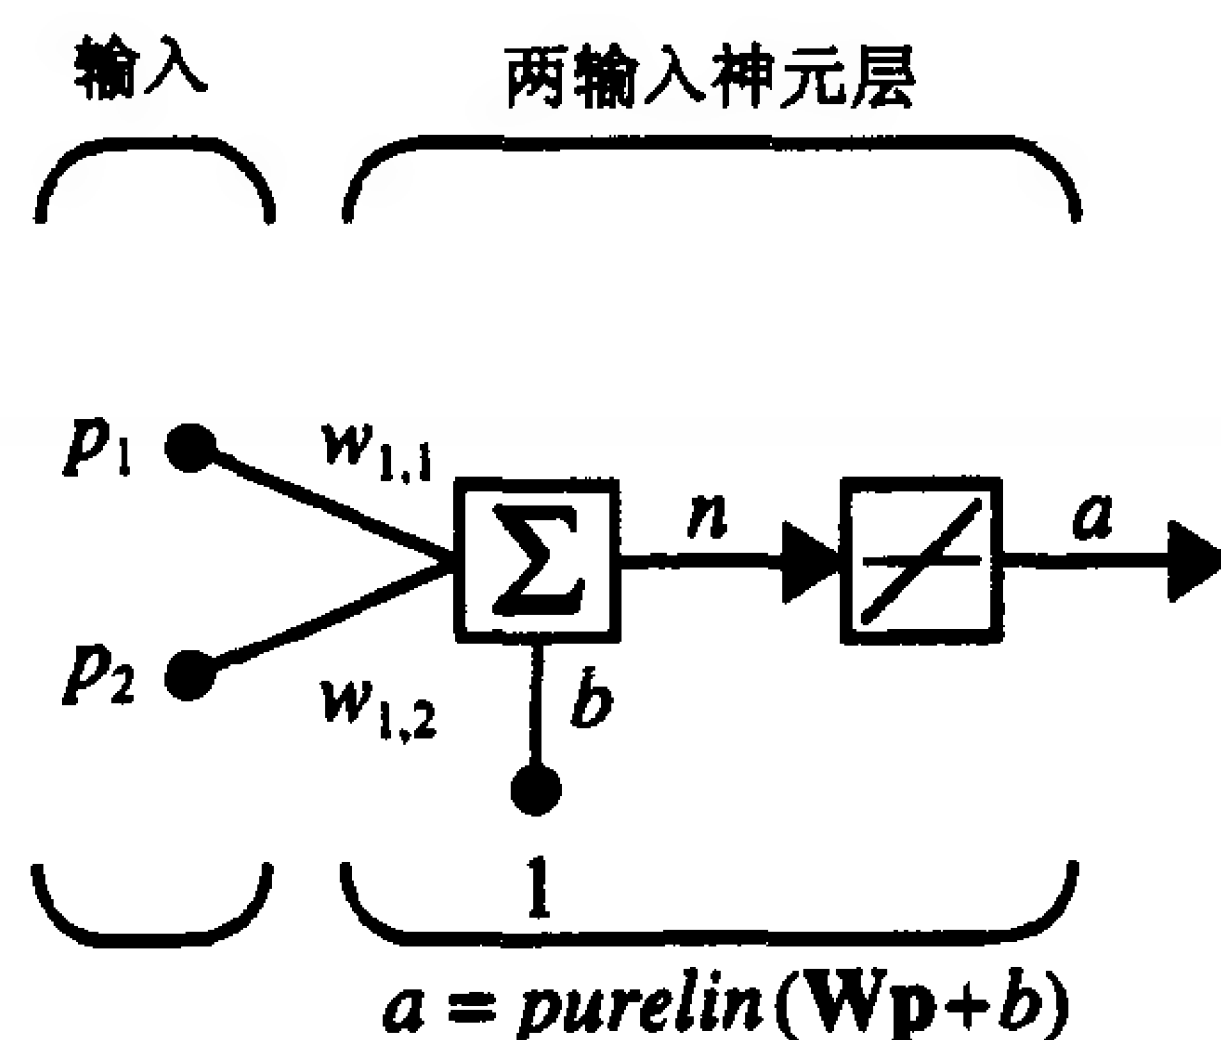 输入 两输入神元层
p₁ w₁,₁
Σ n a
p₂ w₁,₂ b
1
a = purelin(Wp+b)